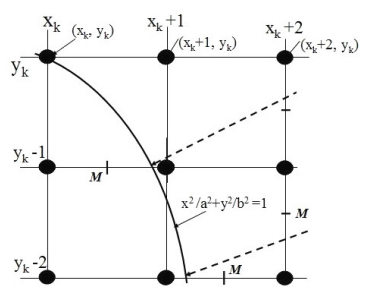 xₖ
xₖ+1
xₖ+2
(xₖ, yₖ)
(xₖ+1, yₖ)
(xₖ+2, yₖ)
yₖ
yₖ-1
M
x²/a²+y²/b²=1
M
yₖ-2
M